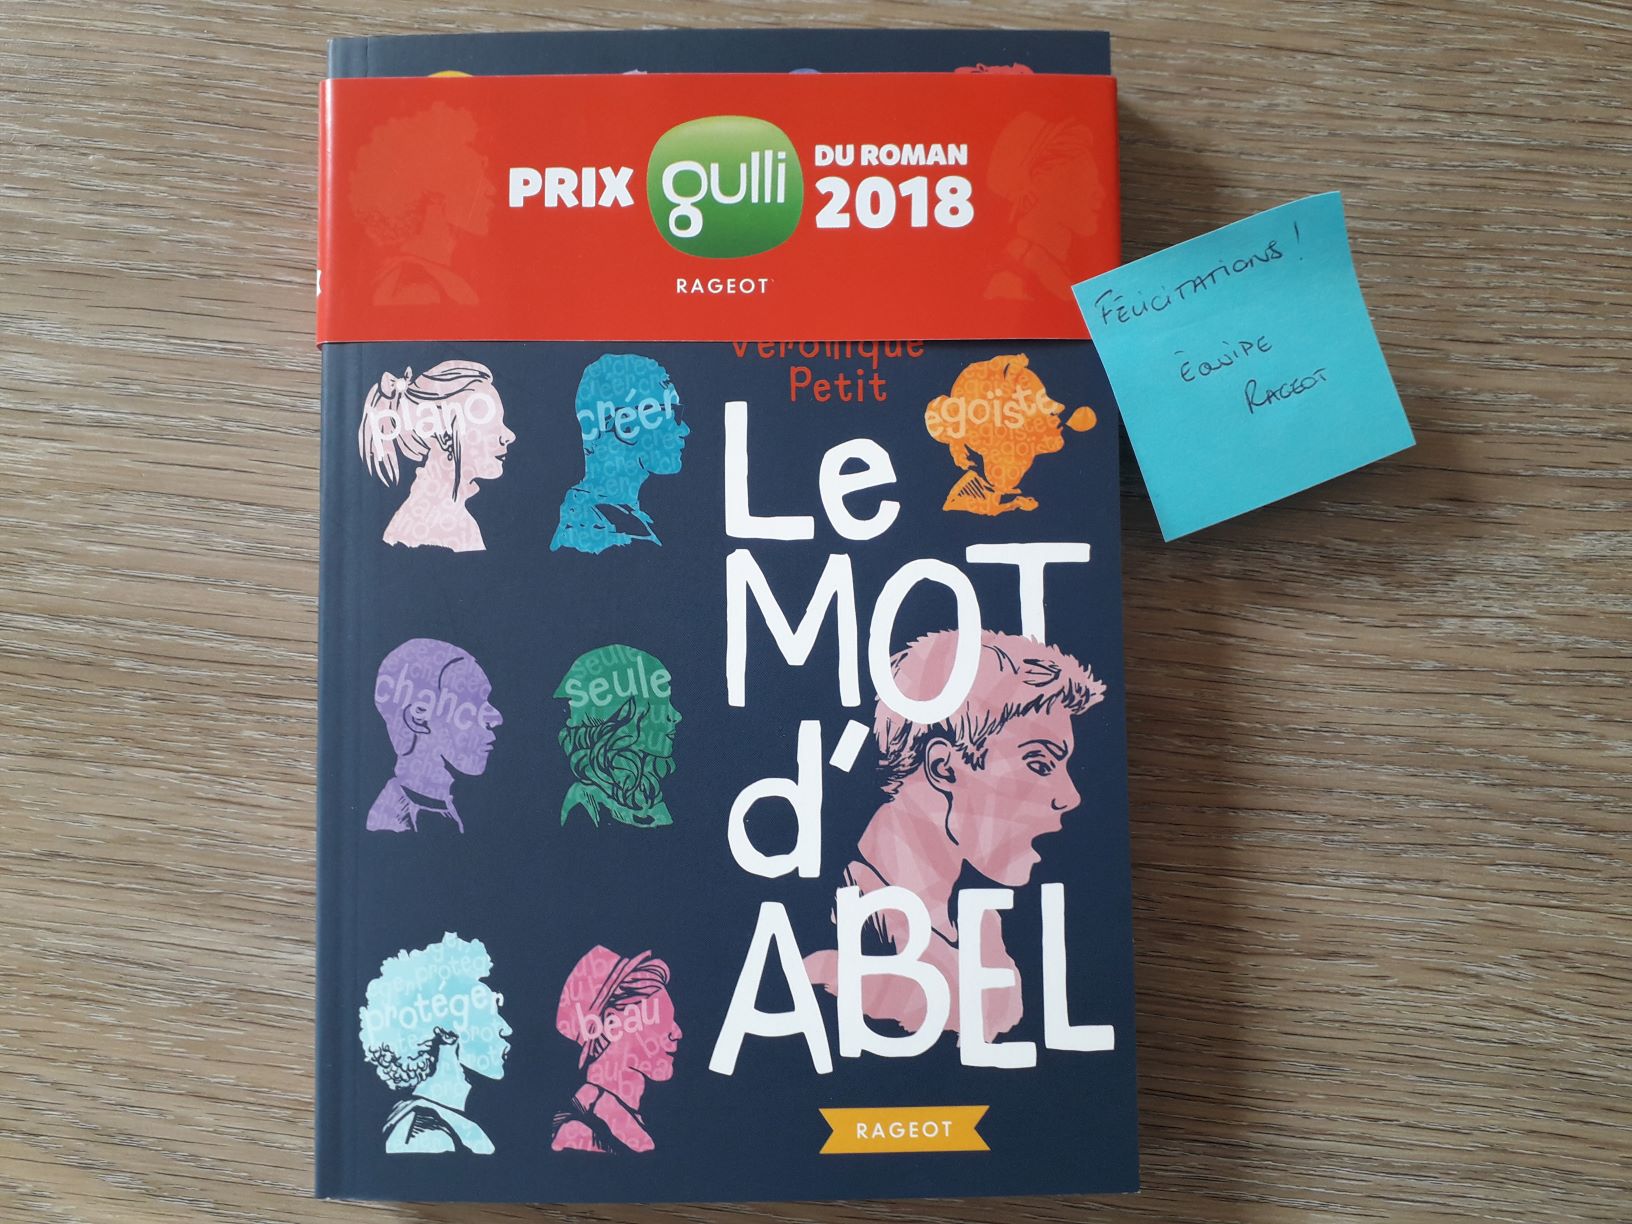 PRIX gulli DU ROMAN 2018
RAGEOT
Véronique
Petit
Le
MOT
d'
ABEL
piano
créer
égoïste
chance
seule
protéger
beau
RAGEOT
FÉLICITATIONS !
ÉQUIPE
RAGEOT